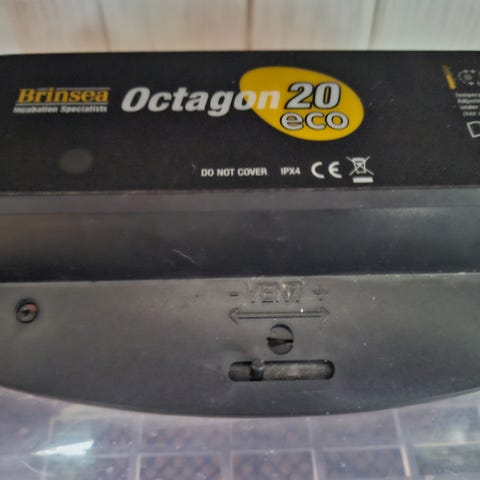 Brinsea
Incubation Specialists
Octagon 20
eco
DO NOT COVER IPX4 CE
- VENT +